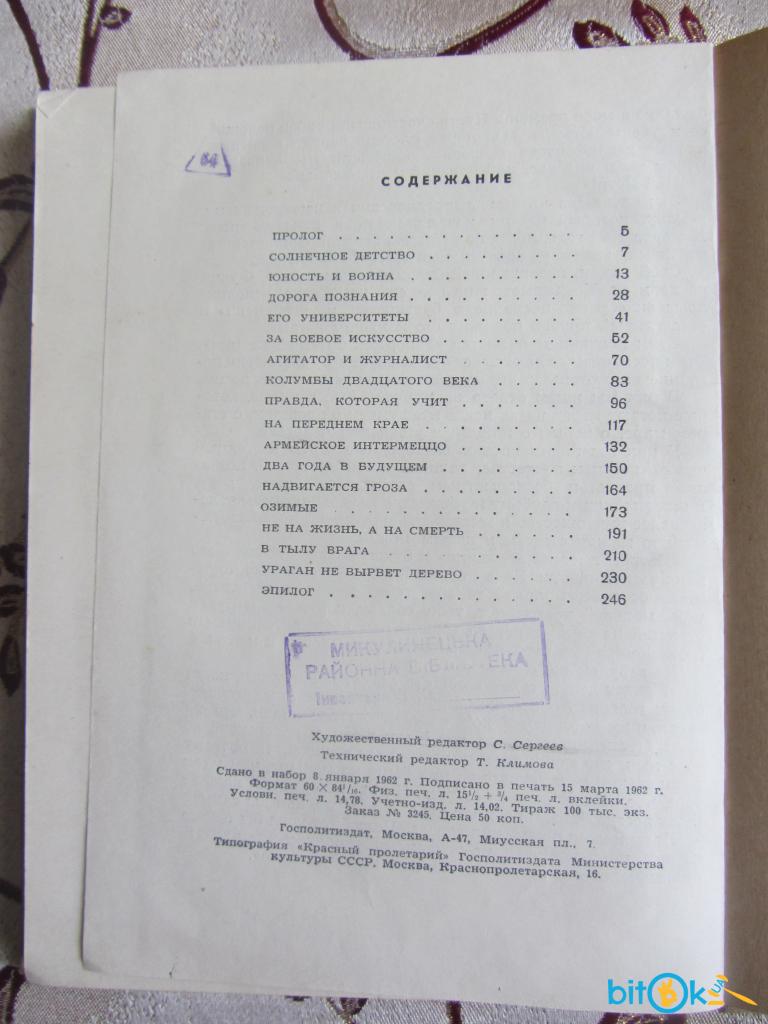 64
СОДЕРЖАНИЕ
ПРОЛОГ . . . . . . . . . . . . . . 5
СОЛНЕЧНОЕ ДЕТСТВО . . . . . . . . . 7
ЮНОСТЬ И ВОЙНА . . . . . . . . . . 13
ДОРОГА ПОЗНАНИЯ . . . . . . . . . . 28
ЕГО УНИВЕРСИТЕТЫ . . . . . . . . . 41
ЗА БОЕВОЕ ИСКУССТВО . . . . . . . . 52
АГИТАТОР И ЖУРНАЛИСТ . . . . . . . 70
КОЛУМБЫ ДВАДЦАТОГО ВЕКА . . . . . 83
ПРАВДА, КОТОРАЯ УЧИТ . . . . . . . 96
НА ПЕРЕДНЕМ КРАЕ . . . . . . . . . 117
АРМЕЙСКОЕ ИНТЕРМЕЦЦО . . . . . . . 132
ДВА ГОДА В БУДУЩЕМ . . . . . . . . 150
НАДВИГАЕТСЯ ГРОЗА . . . . . . . . . 164
ОЗИМЫЕ . . . . . . . . . . . . . . 173
НЕ НА ЖИЗНЬ, А НА СМЕРТЬ . . . . . . 191
В ТЫЛУ ВРАГА . . . . . . . . . . . 210
УРАГАН НЕ ВЫРВЕТ ДЕРЕВО . . . . . . 230
ЭПИЛОГ . . . . . . . . . . . . . . 246
МИКУЛИНЕЦЬКА
РАЙОННА БІБЛІОТЕКА
Художественный редактор С. Сергеев
Технический редактор Т. Климова
Сдано в набор 8 января 1962 г. Подписано в печать 15 марта 1962 г.
Формат 60 × 84 1/16. Физ. печ. л. 15 1/2 + 3/4 печ. л. вклейки.
Условн. печ. л. 14,78. Учетно-изд. л. 14,02. Тираж 100 тыс. экз.
Заказ № 3245. Цена 50 коп.
Госполитиздат, Москва, А-47, Миусская пл., 7.
Типография «Красный пролетарий» Госполитиздата Министерства
культуры СССР. Москва, Краснопролетарская, 16.
bitok.ua